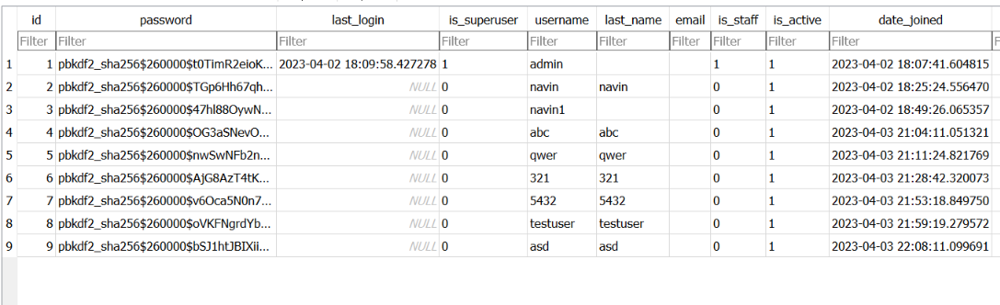 id password last_login is_superuser username last_name email is_staff is_active date_joined
Filter Filter Filter Filter Filter Filter Filter Filter Filter Filter
1 1 pbkdf2_sha256$260000$t0TimR2eioK... 2023-04-02 18:09:58.427278 1 admin 1 1 2023-04-02 18:07:41.604815
2 2 pbkdf2_sha256$260000$TGp6Hh67qh... NULL 0 navin navin 0 1 2023-04-02 18:25:24.556470
3 3 pbkdf2_sha256$260000$47hl88OywN... NULL 0 navin1 0 1 2023-04-02 18:49:26.065357
4 4 pbkdf2_sha256$260000$OG3aSNevO... NULL 0 abc abc 0 1 2023-04-03 21:04:11.051321
5 5 pbkdf2_sha256$260000$nwSwNFb2n... NULL 0 qwer qwer 0 1 2023-04-03 21:11:24.821769
6 6 pbkdf2_sha256$260000$AjG8AzT4tK... NULL 0 321 321 0 1 2023-04-03 21:28:42.320073
7 7 pbkdf2_sha256$260000$v6Oca5N0n7... NULL 0 5432 5432 0 1 2023-04-03 21:53:18.849750
8 8 pbkdf2_sha256$260000$oVKFNgrdYb... NULL 0 testuser testuser 0 1 2023-04-03 21:59:19.279572
9 9 pbkdf2_sha256$260000$bSJ1htJBIXii... NULL 0 asd asd 0 1 2023-04-03 22:08:11.099691